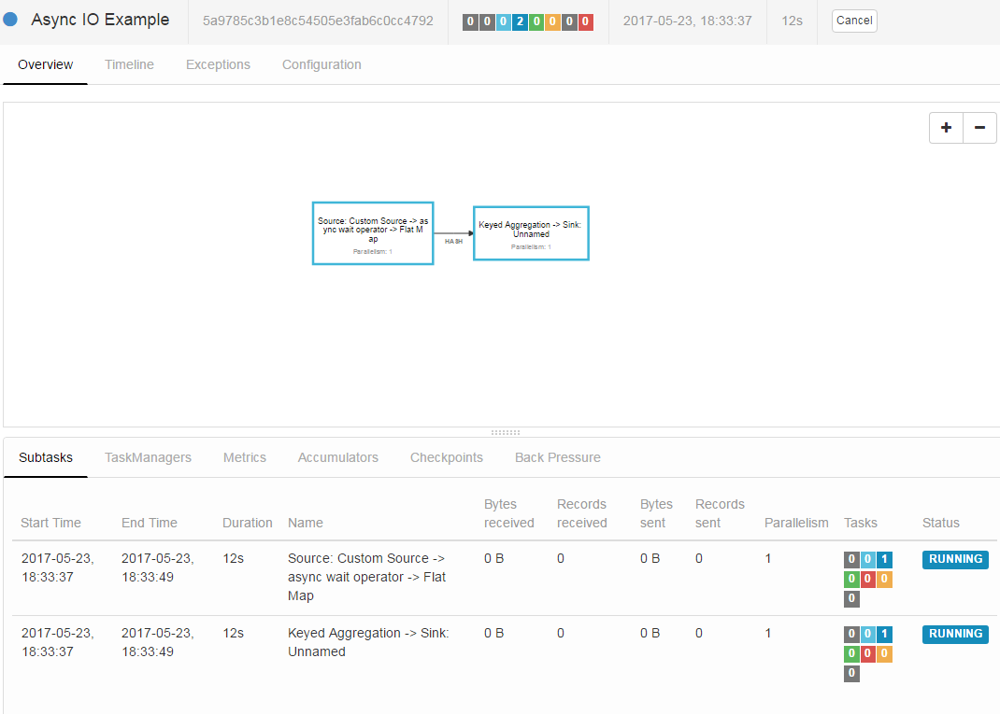 Async IO Example 5a9785c3b1e8c54505e3fab6c0cc4792 0 0 0 2 0 0 0 0 2017-05-23, 18:33:37 12s Cancel
Overview Timeline Exceptions Configuration
+ −
Source: Custom Source -> as
ync wait operator -> Flat M
ap
Parallelism: 1
HASH
Keyed Aggregation -> Sink:
Unnamed
Parallelism: 1
Subtasks TaskManagers Metrics Accumulators Checkpoints Back Pressure
Start Time End Time Duration Name Bytes received Records received Bytes sent Records sent Parallelism Tasks Status
2017-05-23, 18:33:37 2017-05-23, 18:33:49 12s Source: Custom Source -> async wait operator -> Flat Map 0 B 0 0 B 0 1 0 0 1 0 0 0 0 RUNNING
2017-05-23, 18:33:37 2017-05-23, 18:33:49 12s Keyed Aggregation -> Sink: Unnamed 0 B 0 0 B 0 1 0 0 1 0 0 0 0 RUNNING